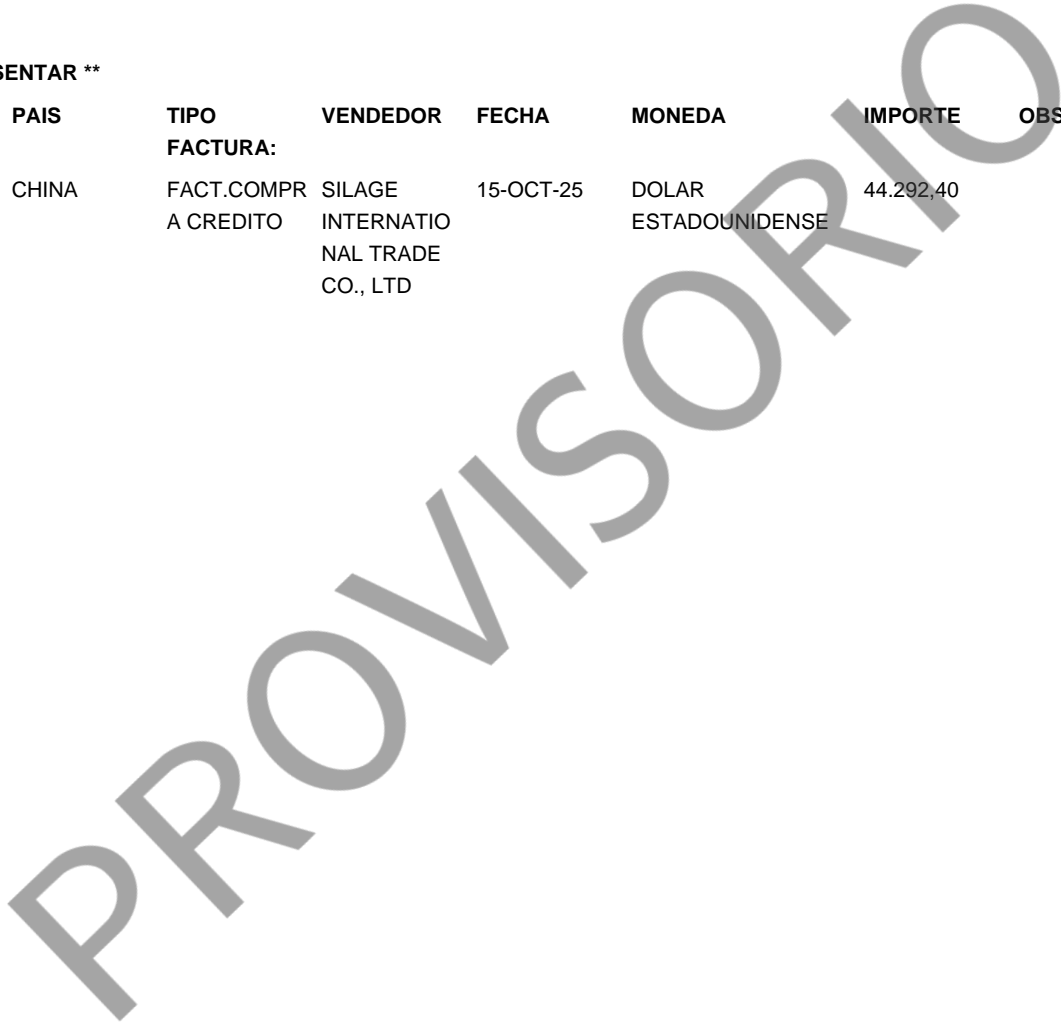 SENTAR **
PAIS TIPO FACTURA: VENDEDOR FECHA MONEDA IMPORTE OBS
CHINA FACT.COMPR SILAGE 15-OCT-25 DOLAR 44.292,40
A CREDITO INTERNATIO ESTADOUNIDENSE
NAL TRADE
CO., LTD
PROVISORIO